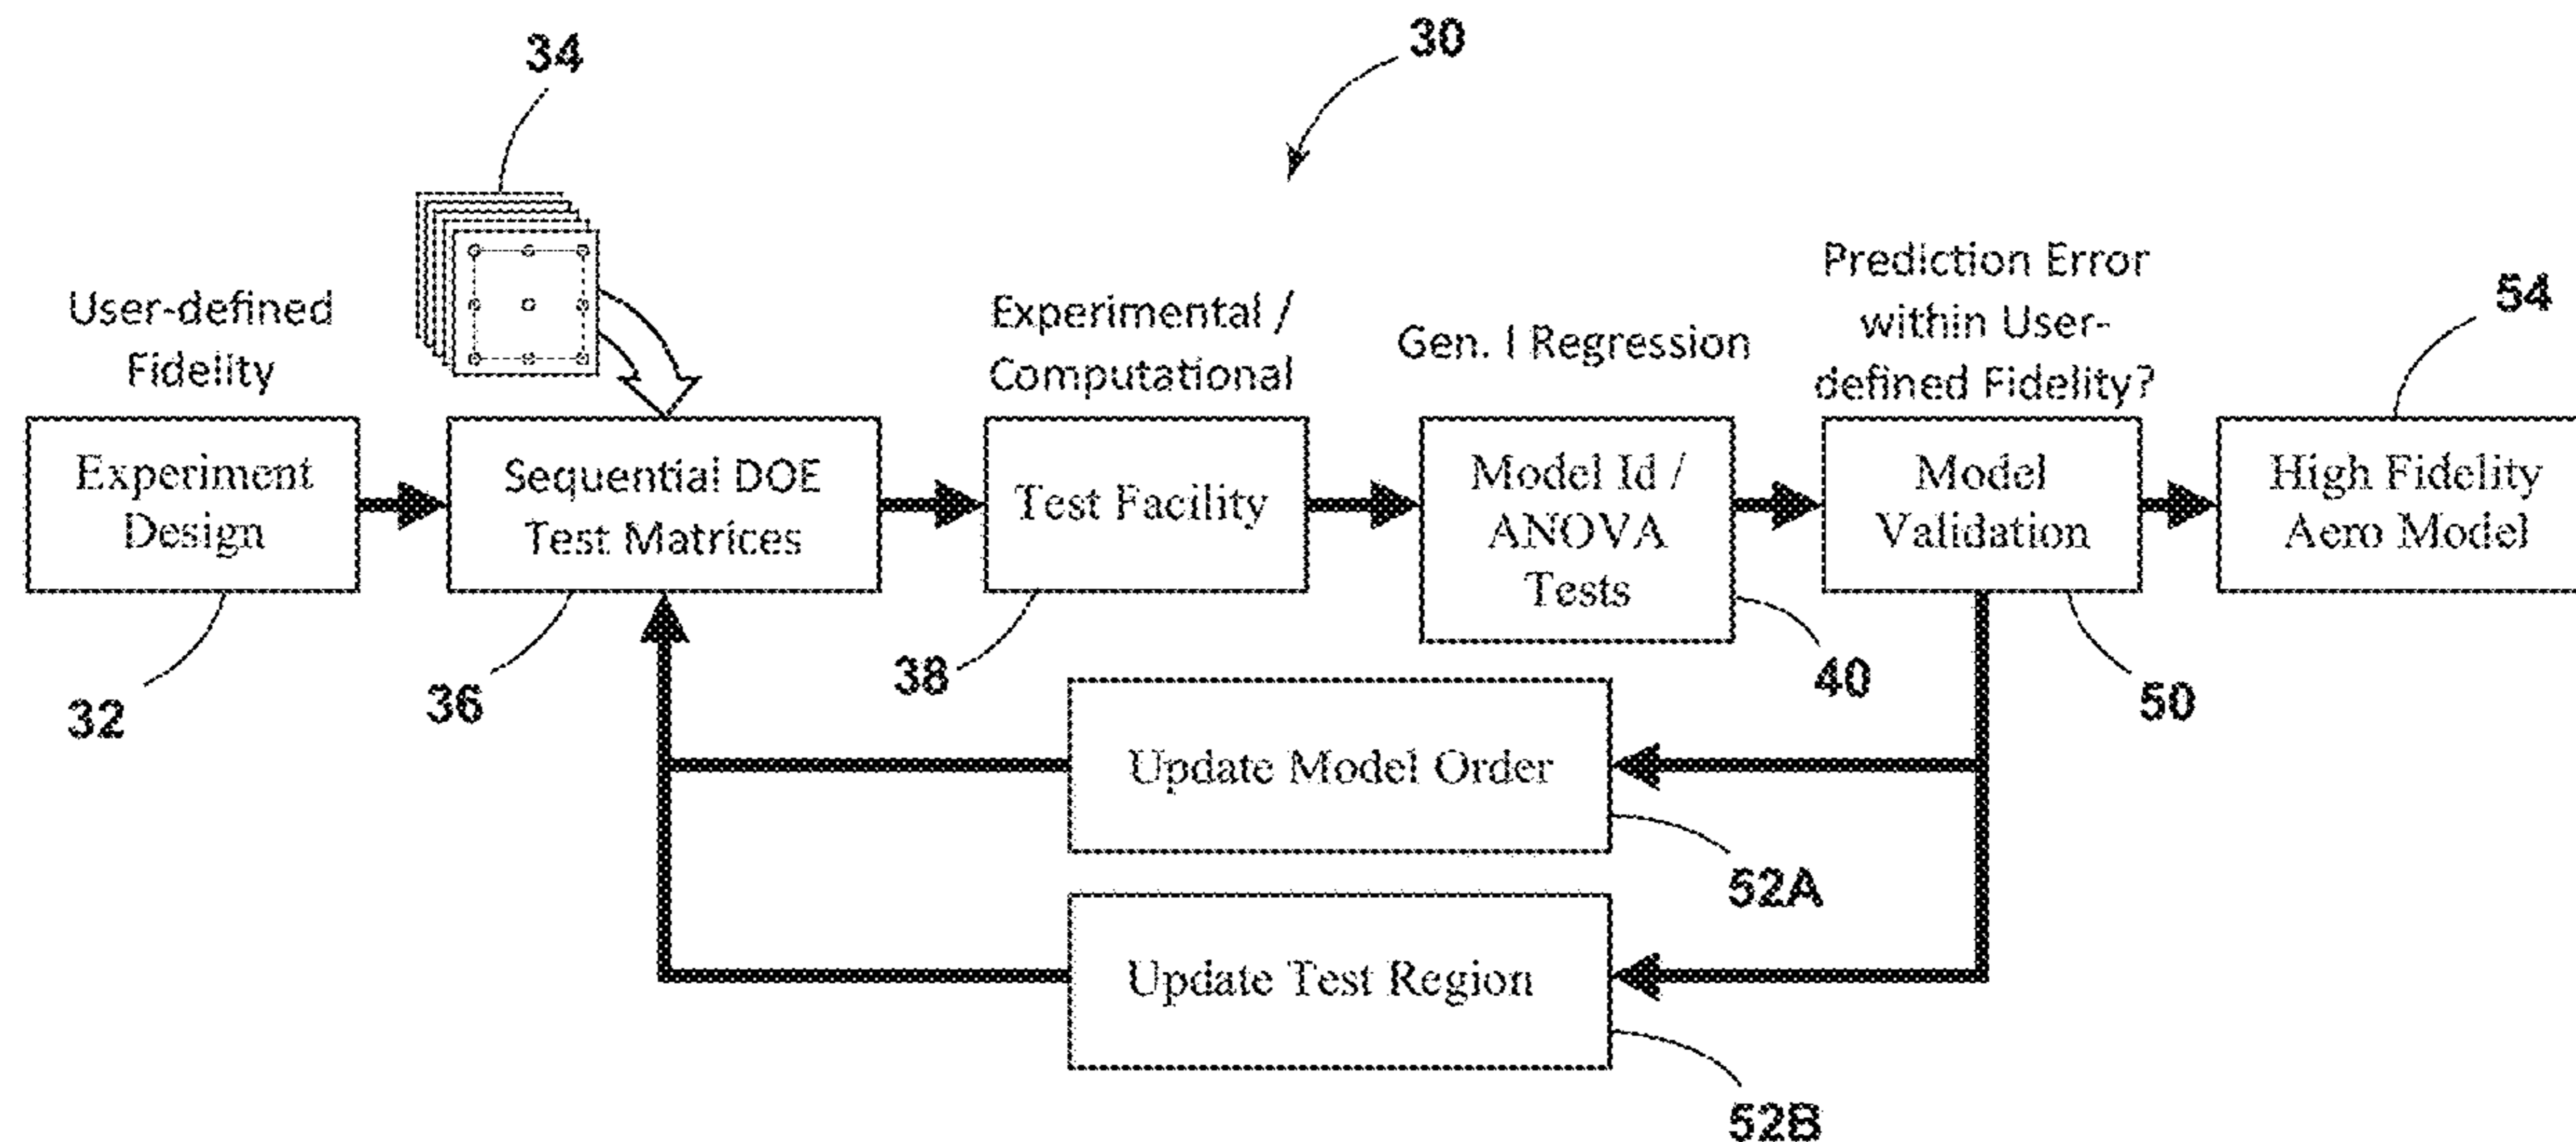 34
30
User-defined
Fidelity
Experimental /
Computational
Gen. I Regression
Prediction Error
within User-
defined Fidelity?
54
Experiment
Design
Sequential DOE
Test Matrices
Test Facility
Model Id /
ANOVA
Tests
Model
Validation
High Fidelity
Aero Model
32
36
38
40
50
Update Model Order
52A
Update Test Region
52B